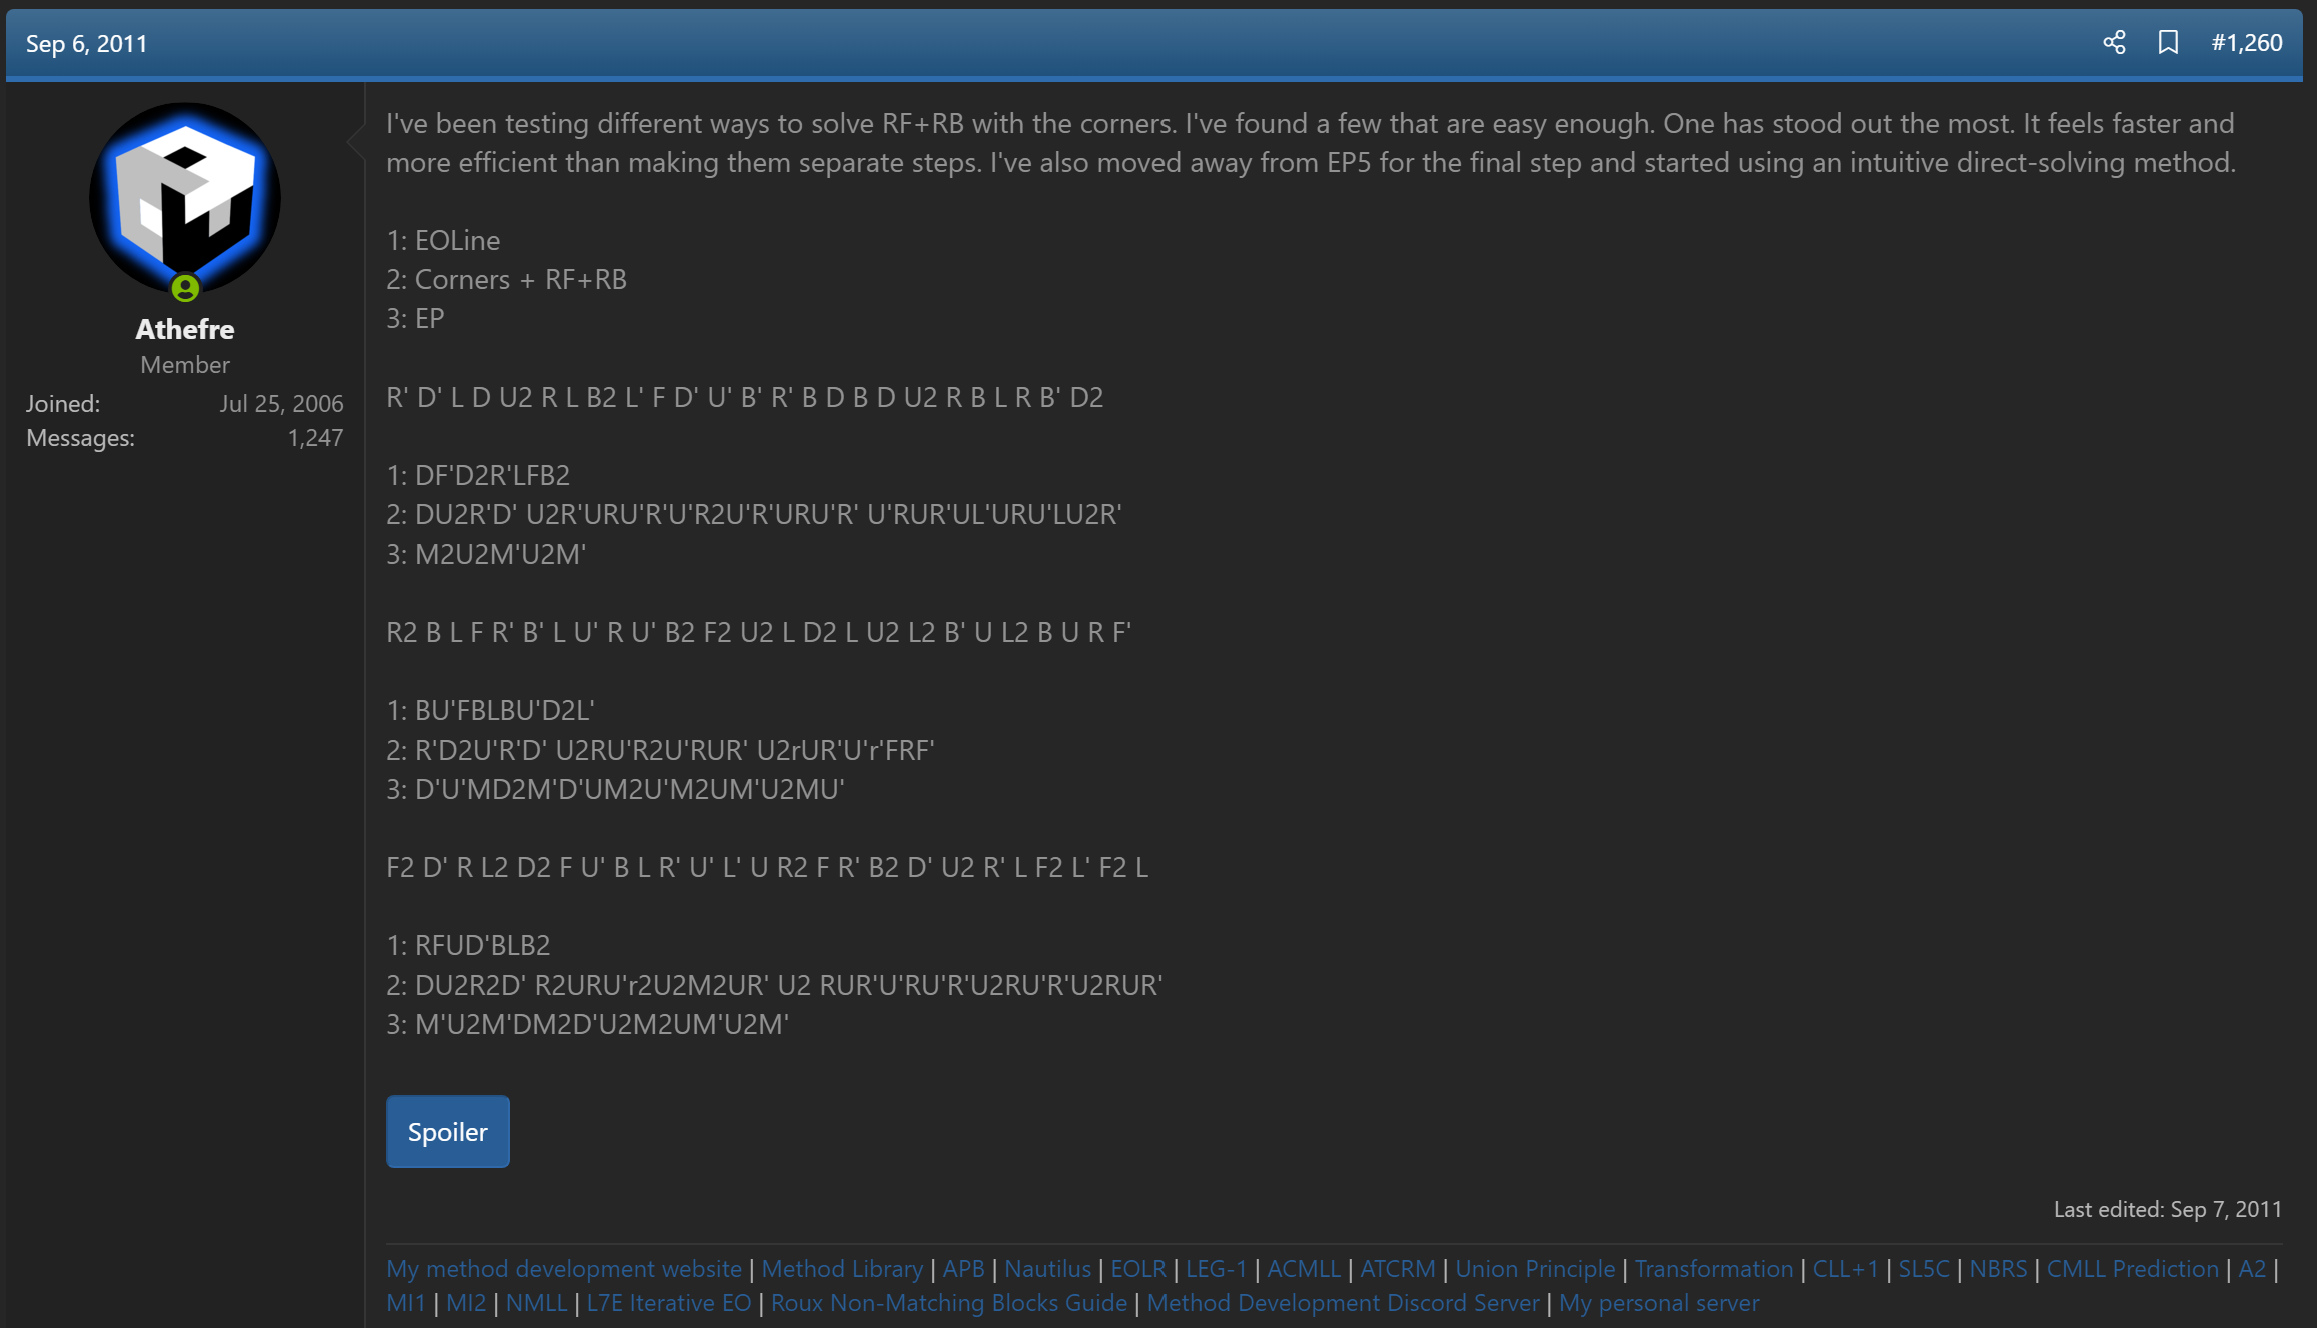 Sep 6, 2011
#1,260
Athefre
Member
Joined: Jul 25, 2006
Messages: 1,247
I've been testing different ways to solve RF+RB with the corners. I've found a few that are easy enough. One has stood out the most. It feels faster and
more efficient than making them separate steps. I've also moved away from EP5 for the final step and started using an intuitive direct-solving method.
1: EOLine
2: Corners + RF+RB
3: EP
R' D' L D U2 R L B2 L' F D' U' B' R' B D B D U2 R B L R B' D2
1: DF'D2R'LFB2
2: DU2R'D' U2R'URU'R'U'R2U'R'URU'R' U'RUR'UL'URU'LU2R'
3: M2U2M'U2M'
R2 B L F R' B' L U' R U' B2 F2 U2 L D2 L U2 L2 B' U L2 B U R F'
1: BU'FBLBU'D2L'
2: R'D2U'R'D' U2RU'R2U'RUR' U2rUR'U'r'FRF'
3: D'U'MD2M'D'UM2U'M2UM'U2MU'
F2 D' R L2 D2 F U' B L R' U' L' U R2 F R' B2 D' U2 R' L F2 L' F2 L
1: RFUD'BLB2
2: DU2R2D' R2URU'r2U2M2UR' U2 RUR'U'RU'R'U2RU'R'U2RUR'
3: M'U2M'DM2D'U2M2UM'U2M'
Spoiler
Last edited: Sep 7, 2011
My method development website | Method Library | APB | Nautilus | EOLR | LEG-1 | ACMLL | ATCRM | Union Principle | Transformation | CLL+1 | SL5C | NBRS | CMLL Prediction | A2 |
MI1 | MI2 | NMLL | L7E Iterative EO | Roux Non-Matching Blocks Guide | Method Development Discord Server | My personal server